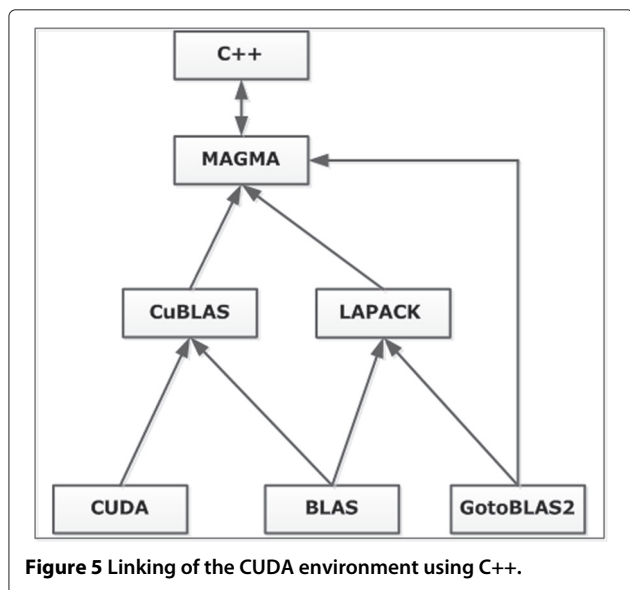 C++
MAGMA
CuBLAS
LAPACK
CUDA
BLAS
GotoBLAS2
Figure 5 Linking of the CUDA environment using C++.